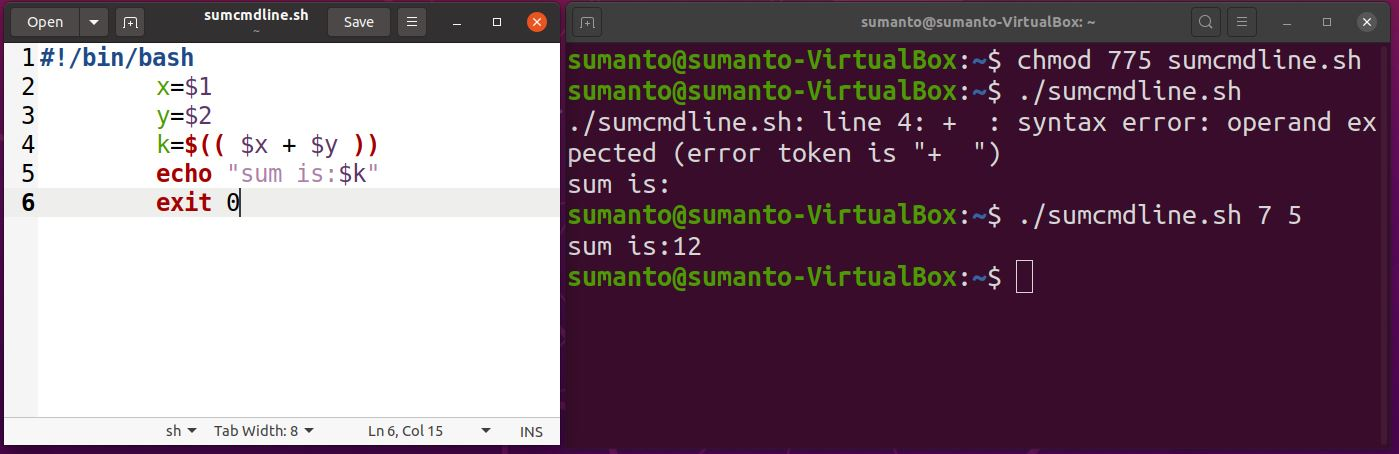 Open
sumcmdline.sh
~
Save
1 #!/bin/bash
2 x=$1
3 y=$2
4 k=$(( $x + $y ))
5 echo "sum is:$k"
6 exit 0
sh
Tab Width: 8
Ln 6, Col 15
INS
sumanto@sumanto-VirtualBox: ~
sumanto@sumanto-VirtualBox:~$ chmod 775 sumcmdline.sh
sumanto@sumanto-VirtualBox:~$ ./sumcmdline.sh
./sumcmdline.sh: line 4: +  : syntax error: operand ex
pected (error token is "+  ")
sum is:
sumanto@sumanto-VirtualBox:~$ ./sumcmdline.sh 7 5
sum is:12
sumanto@sumanto-VirtualBox:~$